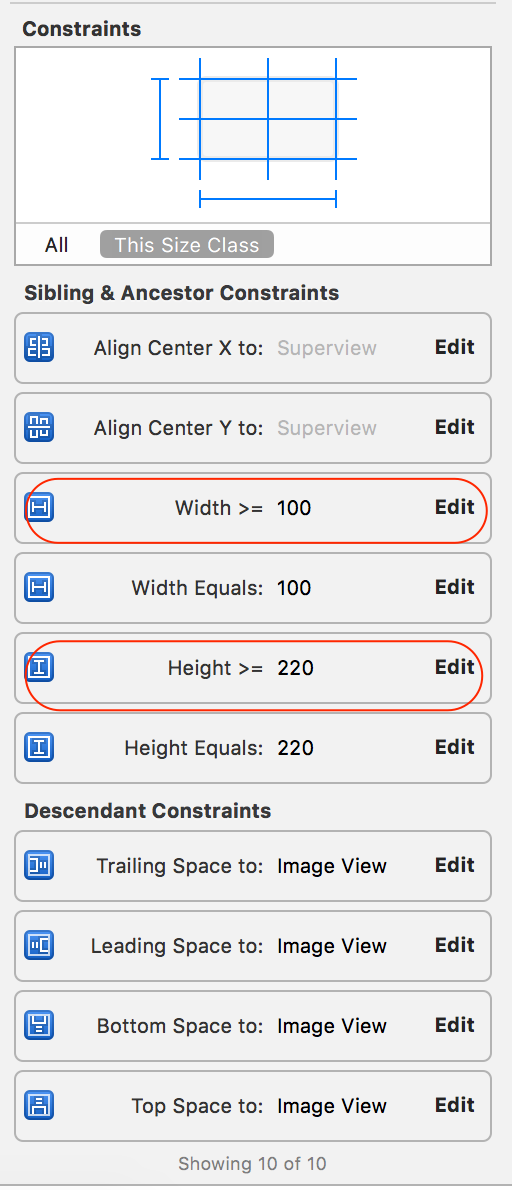 Constraints
All This Size Class
Sibling & Ancestor Constraints
Align Center X to: Superview Edit
Align Center Y to: Superview Edit
Width >= 100 Edit
Width Equals: 100 Edit
Height >= 220 Edit
Height Equals: 220 Edit
Descendant Constraints
Trailing Space to: Image View Edit
Leading Space to: Image View Edit
Bottom Space to: Image View Edit
Top Space to: Image View Edit
Showing 10 of 10